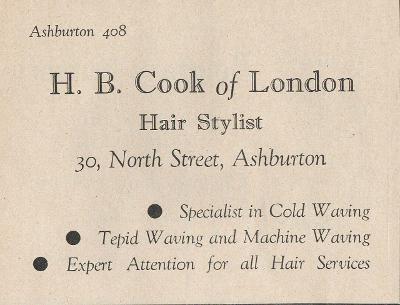 Ashburton 408
H. B. Cook of London
Hair Stylist
30, North Street, Ashburton
● Specialist in Cold Waving
● Tepid Waving and Machine Waving
● Expert Attention for all Hair Services